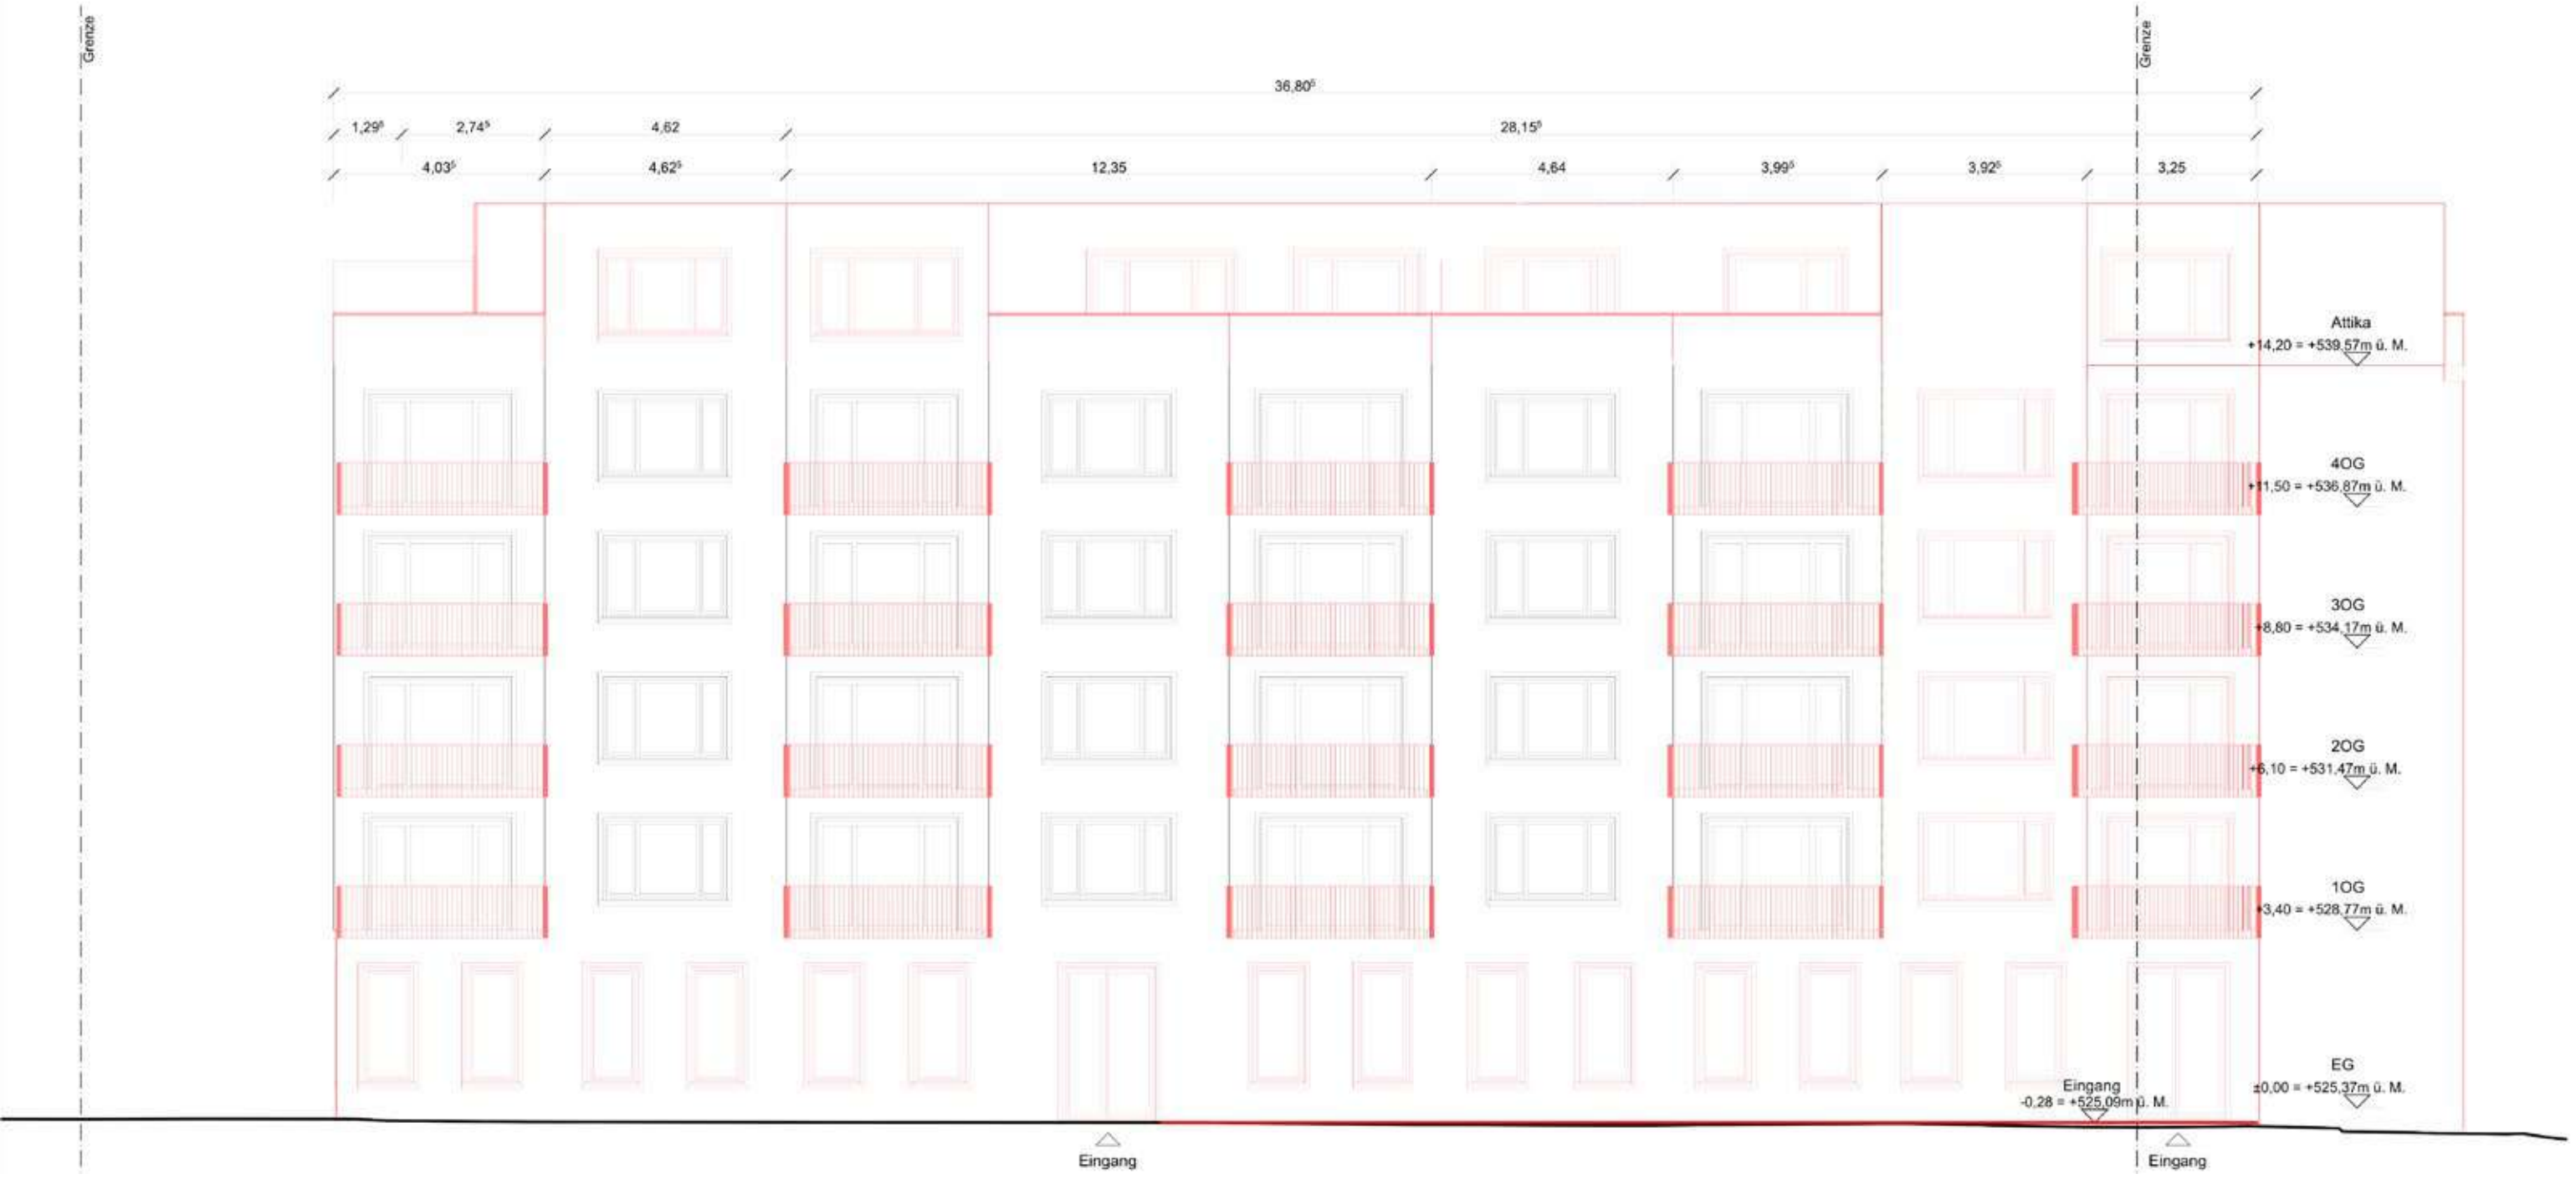 Grenze
Grenze
36,80⁵
1,29⁵
2,74⁵
4,62
28,15⁵
4,03⁵
4,62⁵
12,35
4,64
3,99⁵
3,92⁵
3,25
Attika
+14,20 = +539,57m ü. M.
4OG
+11,50 = +536,87m ü. M.
3OG
+8,80 = +534,17m ü. M.
2OG
+6,10 = +531,47m ü. M.
1OG
+3,40 = +528,77m ü. M.
EG
±0,00 = +525,37m ü. M.
Eingang
-0,28 = +525,09m ü. M.
Eingang
Eingang